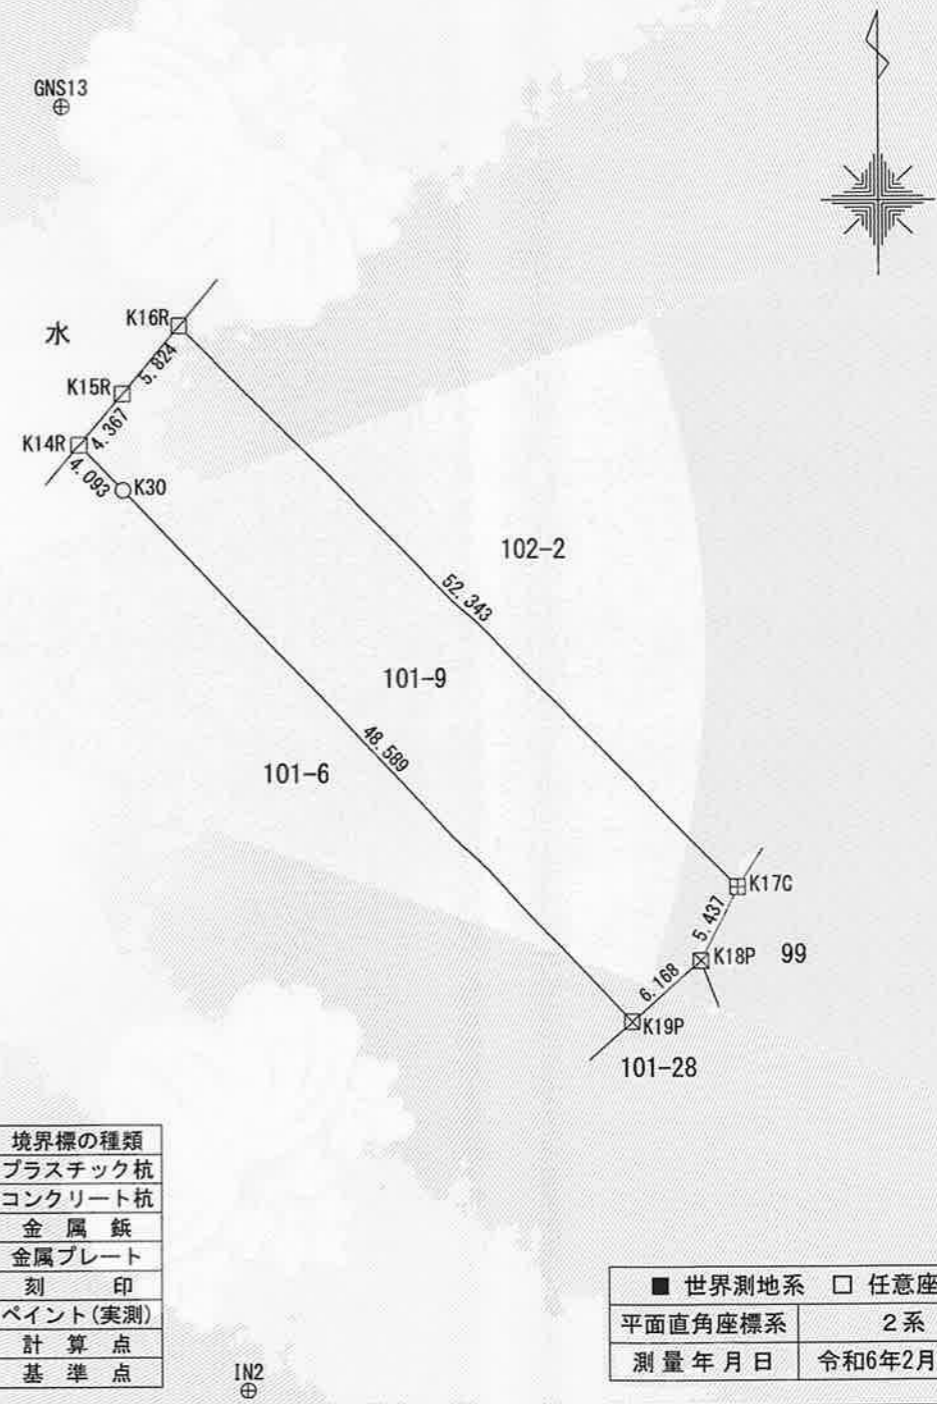 GNS13
K16R
水
5.824
K15R
4.367
K14R
4.093
K30
102-2
52.343
101-9
48.589
101-6
K17C
5.437
K18P
99
6.168
K19P
101-28
境界標の種類
プラスチック杭
コンクリート杭
金 属 鋲
金属プレート
刻 印
ペイント(実測)
計 算 点
基 準 点
IN2
■ 世界測地系 □ 任意座
平面直角座標系 2系
測量年月日 令和6年2月